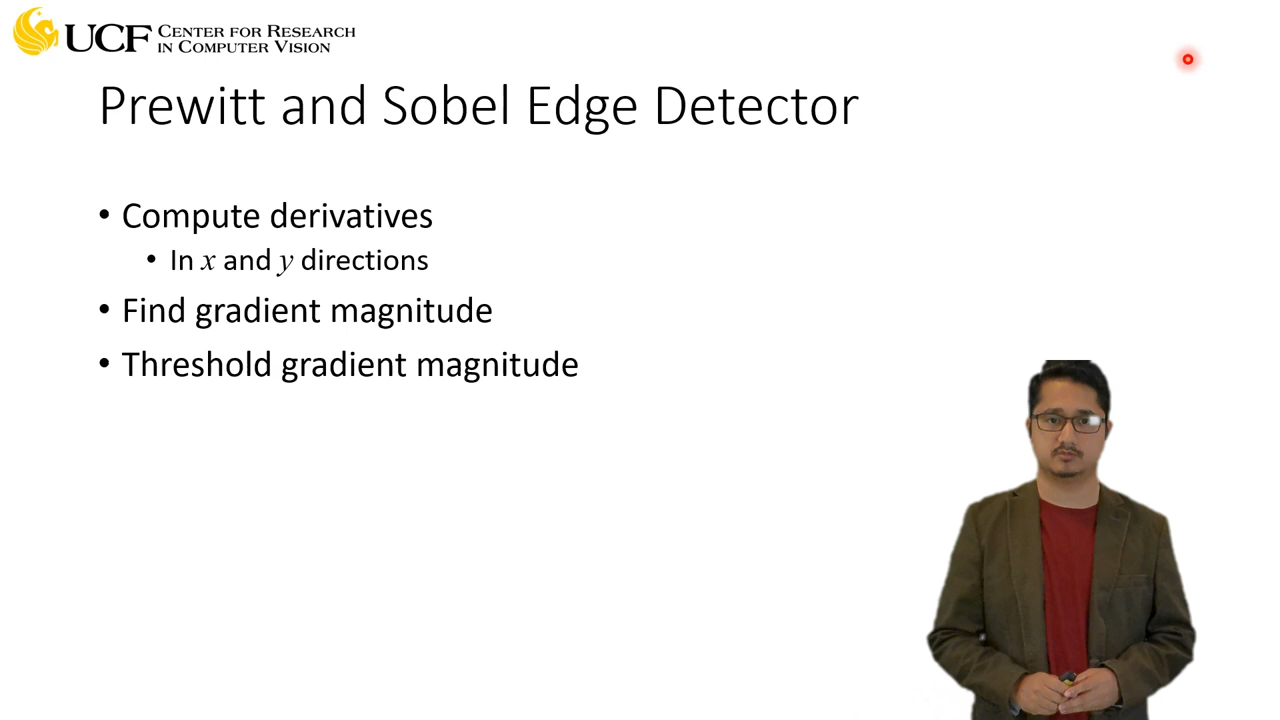 UCF CENTER FOR RESEARCH
IN COMPUTER VISION
Prewitt and Sobel Edge Detector
• Compute derivatives
• In x and y directions
• Find gradient magnitude
• Threshold gradient magnitude